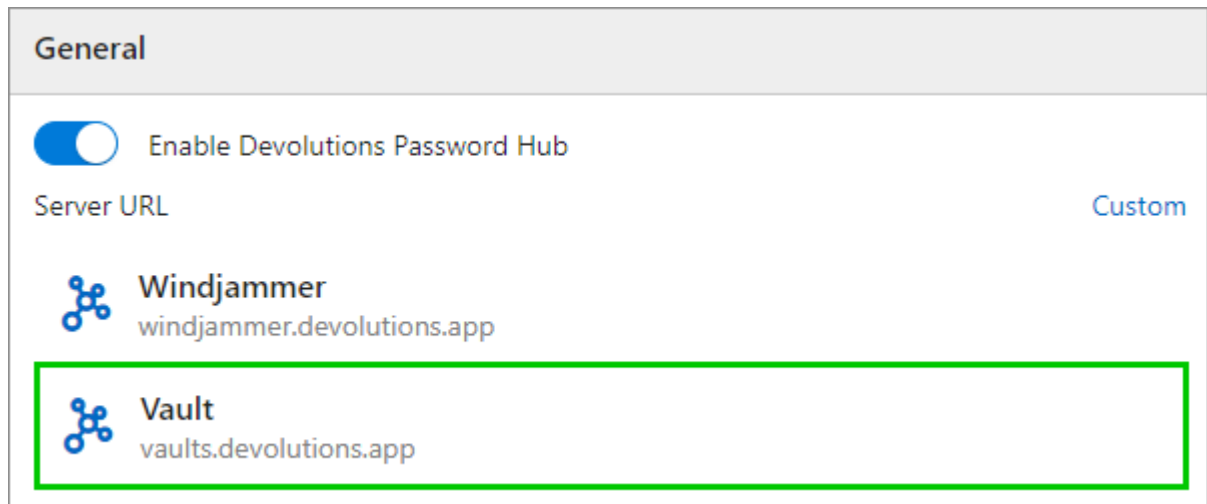 General
Enable Devolutions Password Hub
Server URL Custom
Windjammer
windjammer.devolutions.app
Vault
vaults.devolutions.app